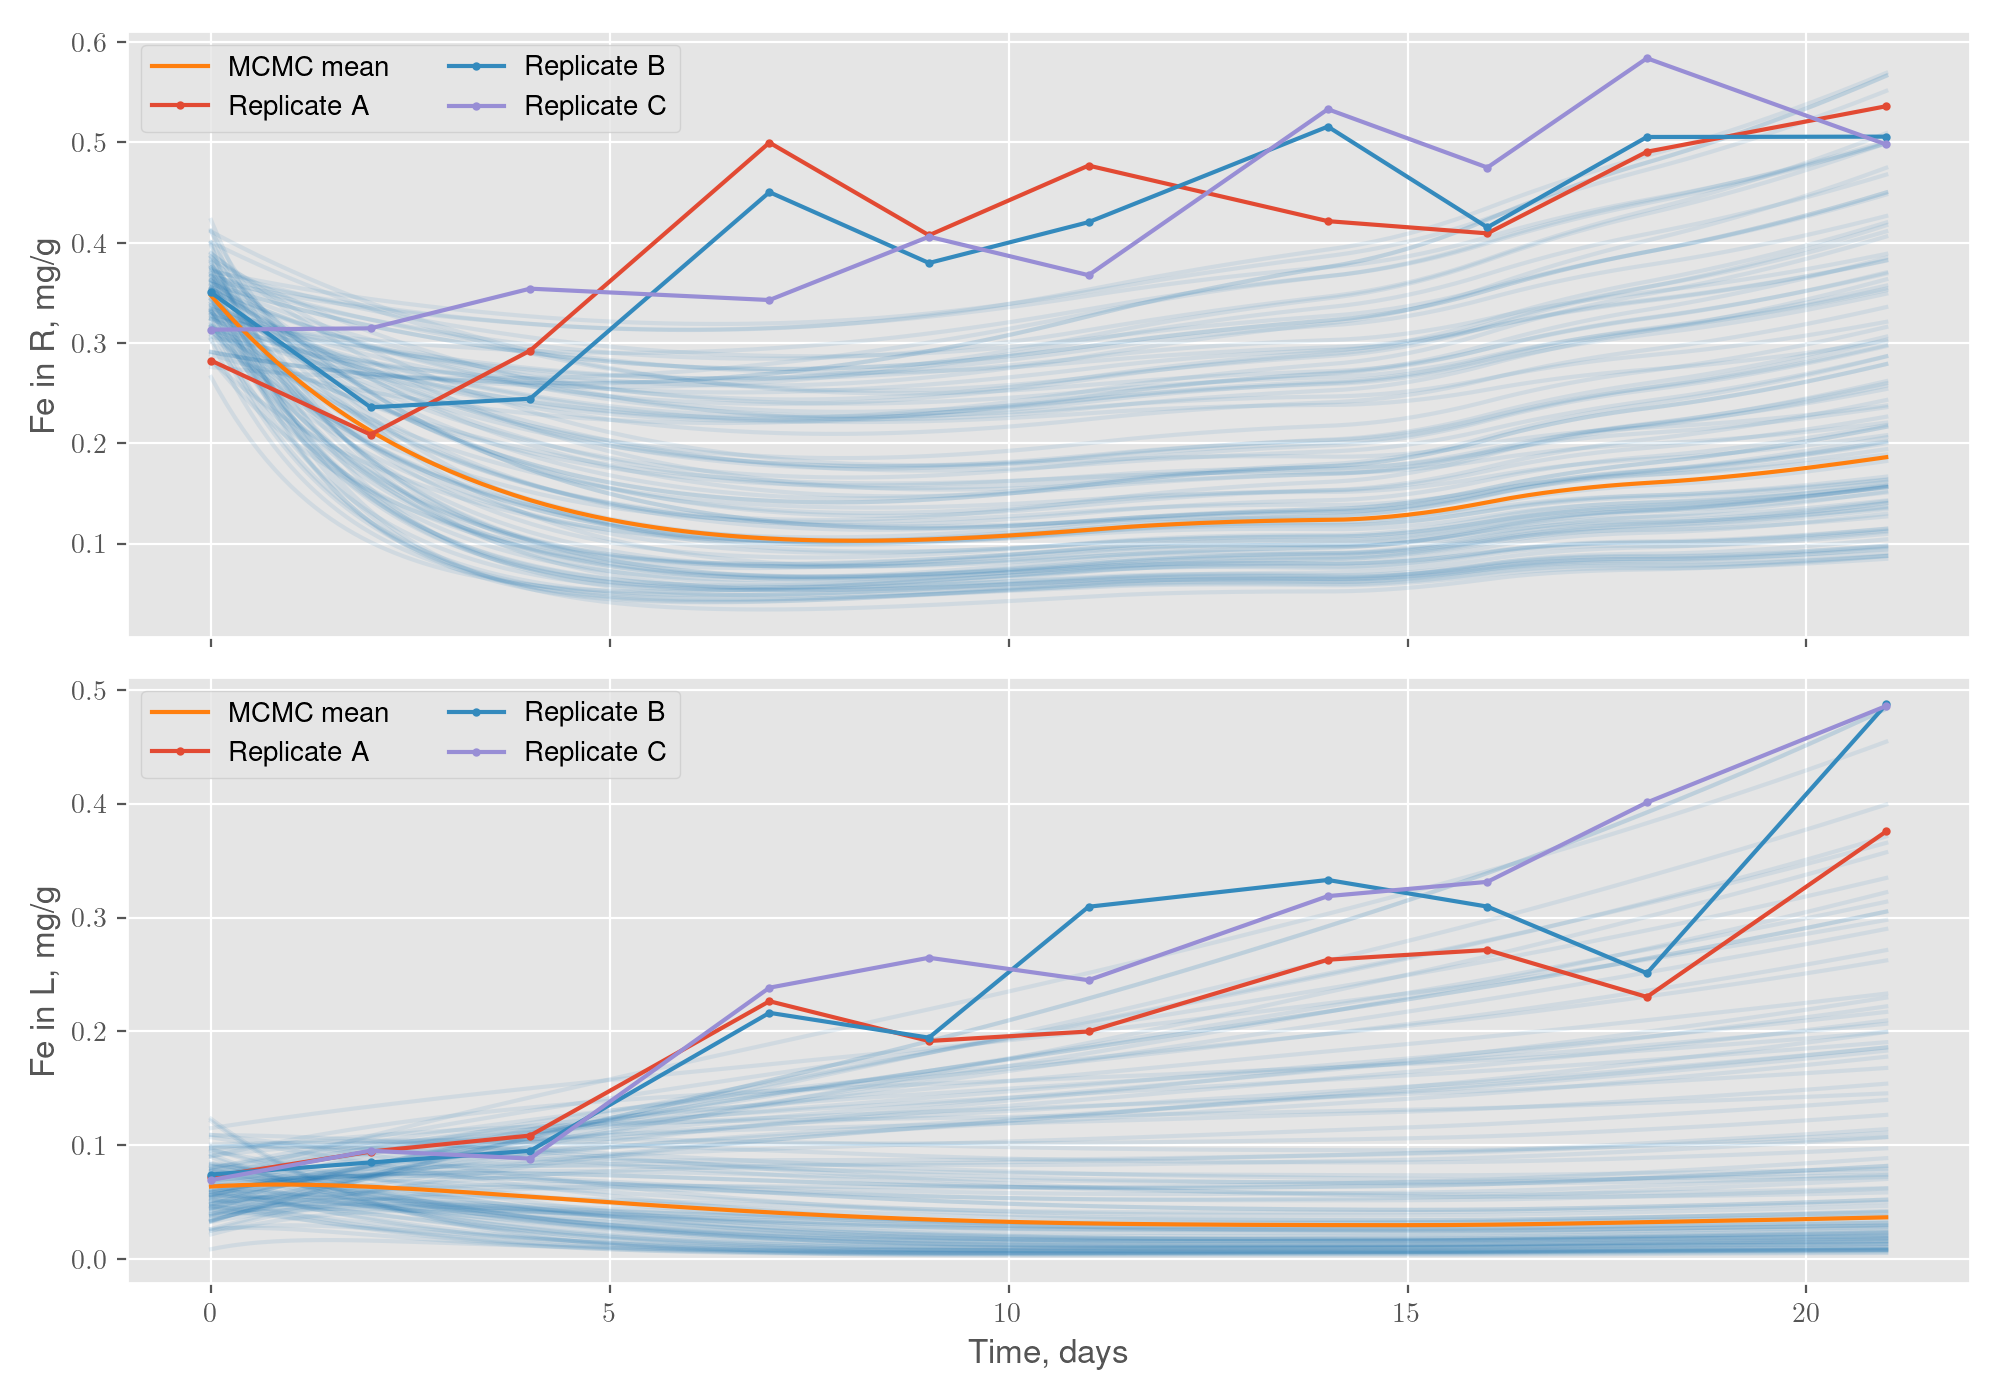 0.6
0.5
0.4
0.3
0.2
0.1
Fe in R, mg/g
MCMC mean
Replicate A
Replicate B
Replicate C
0.5
0.4
0.3
0.2
0.1
0.0
Fe in L, mg/g
MCMC mean
Replicate A
Replicate B
Replicate C
0 5 10 15 20
Time, days